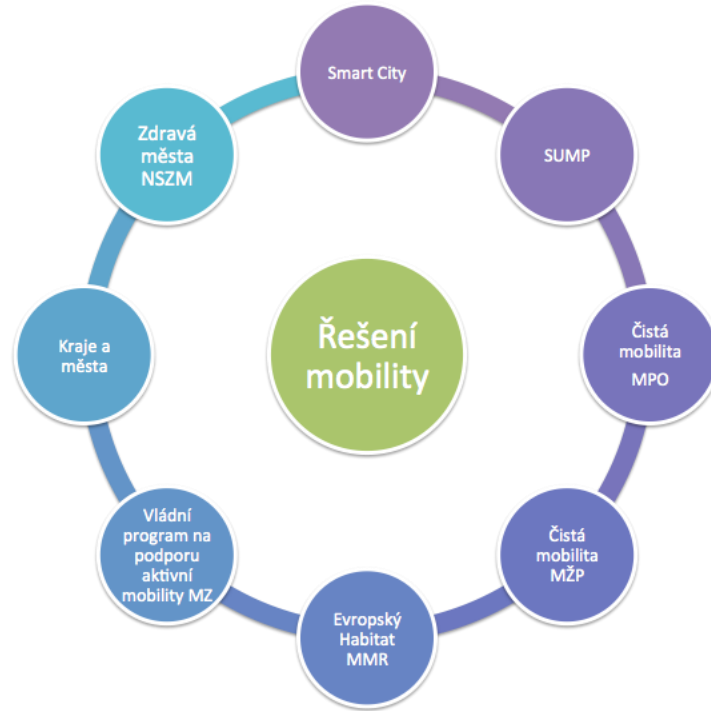 Smart City
SUMP
Čistá
mobilita
MPO
Čistá
mobilita
MŽP
Evropský
Habitat
MMR
Vládní
program na
podporu
aktivní
mobility MZ
Kraje a
města
Zdravá
města
NSZM
Řešení
mobility